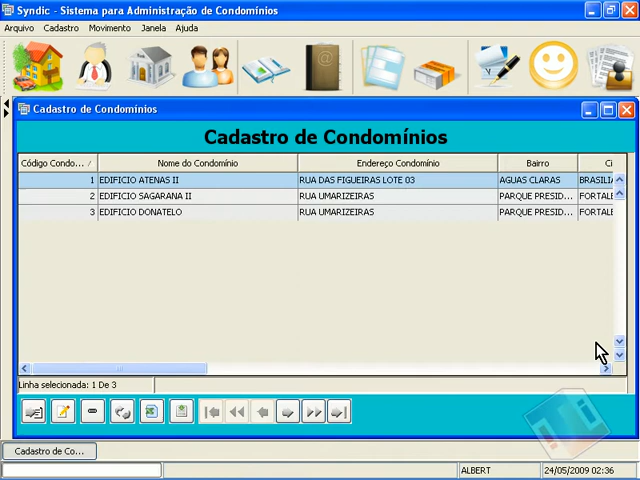 Syndic - Sistema para Administração de Condomínios
Arquivo Cadastro Movimento Janela Ajuda
Cadastro de Condomínios
Cadastro de Condomínios
Código Condo... Nome do Condomínio Endereço Condomínio Bairro Ci
1 EDIFICIO ATENAS II RUA DAS FIGUEIRAS LOTE 03 AGUAS CLARAS BRASILIA
2 EDIFICIO SAGARANA II RUA UMARIZEIRAS PARQUE PRESID... FORTALE
3 EDIFICIO DONATELO RUA UMARIZEIRAS PARQUE PRESID... FORTALE
Linha selecionada: 1 De 3
Cadastro de Co...
ALBERT 24/05/2009 02:36